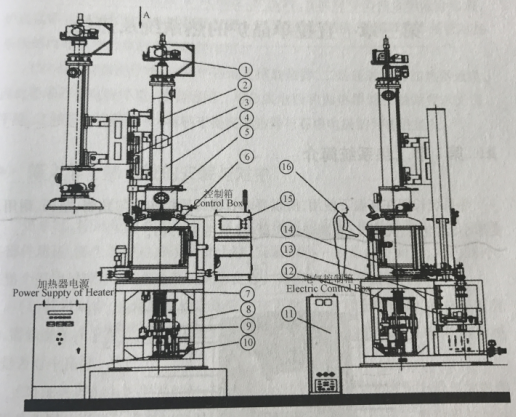 A
①
②
③
④
⑤
⑥
⑯
控制箱
Control Box
⑮
⑭
⑬
⑫
加热器电源
Power Supply of Heater
电气控制箱
Electric Control Box
⑦
⑧
⑨
⑩
⑪